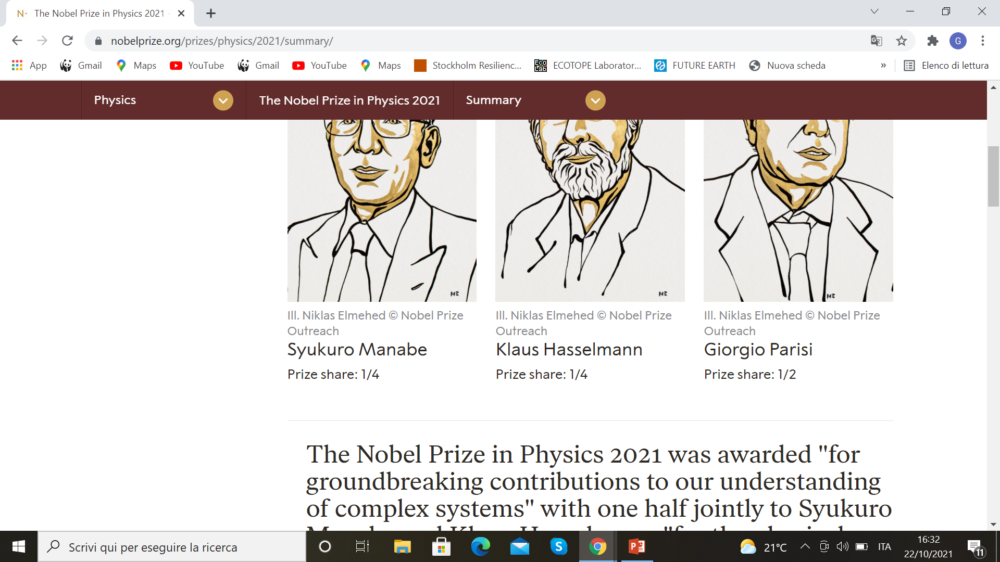 The Nobel Prize in Physics 2021 -
nobelprize.org/prizes/physics/2021/summary/
G
App Gmail Maps YouTube Gmail YouTube Maps Stockholm Resilienc... Eco Lab ECOTOPE Laborator... FUTURE EARTH Nuova scheda » Elenco di lettura
Physics The Nobel Prize in Physics 2021 Summary
Ill. Niklas Elmehed © Nobel Prize
Outreach
Syukuro Manabe
Prize share: 1/4
Ill. Niklas Elmehed © Nobel Prize
Outreach
Klaus Hasselmann
Prize share: 1/4
Ill. Niklas Elmehed © Nobel Prize
Outreach
Giorgio Parisi
Prize share: 1/2
The Nobel Prize in Physics 2021 was awarded "for
groundbreaking contributions to our understanding
of complex systems" with one half jointly to Syukuro
Scrivi qui per eseguire la ricerca
21°C
ITA
16:32
22/10/2021
11